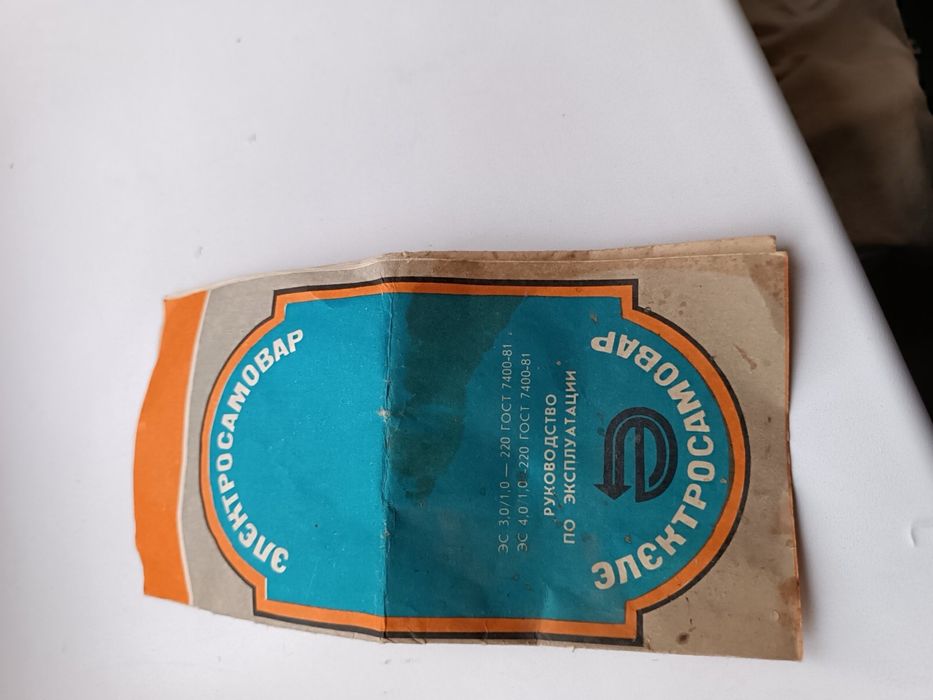 ЭЛЕКТРОСАМОВАР
ЭС 3,0/1,0 — 220 ГОСТ 7400-81
ЭС 4,0/1,0 -220 ГОСТ 7400-81
РУКОВОДСТВО
ПО ЭКСПЛУАТАЦИИ
ЭЛЕКТРОСАМОВАР